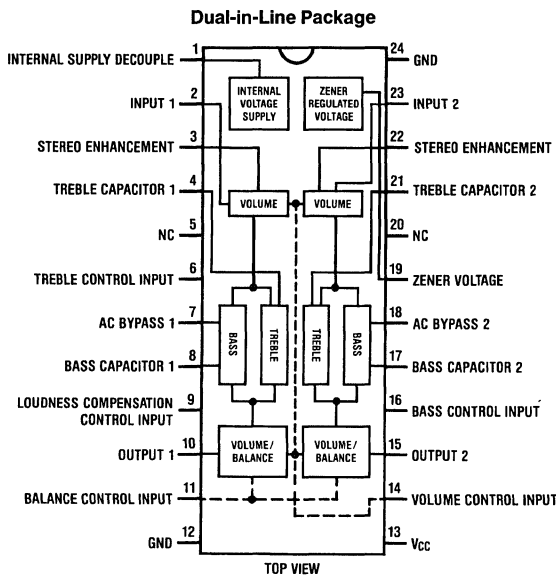 Dual-in-Line Package
1
INTERNAL SUPPLY DECOUPLE
24
GND
INTERNAL
VOLTAGE
SUPPLY
ZENER
REGULATED
VOLTAGE
2
INPUT 1
23
INPUT 2
3
STEREO ENHANCEMENT
22
STEREO ENHANCEMENT
4
TREBLE CAPACITOR 1
21
TREBLE CAPACITOR 2
VOLUME
VOLUME
5
NC
20
NC
6
TREBLE CONTROL INPUT
19
ZENER VOLTAGE
7
AC BYPASS 1
18
AC BYPASS 2
BASS
TREBLE
TREBLE
BASS
8
BASS CAPACITOR 1
17
BASS CAPACITOR 2
9
LOUDNESS COMPENSATION
CONTROL INPUT
16
BASS CONTROL INPUT
10
OUTPUT 1
VOLUME/
BALANCE
VOLUME/
BALANCE
15
OUTPUT 2
11
BALANCE CONTROL INPUT
14
VOLUME CONTROL INPUT
12
GND
13
VCC
TOP VIEW